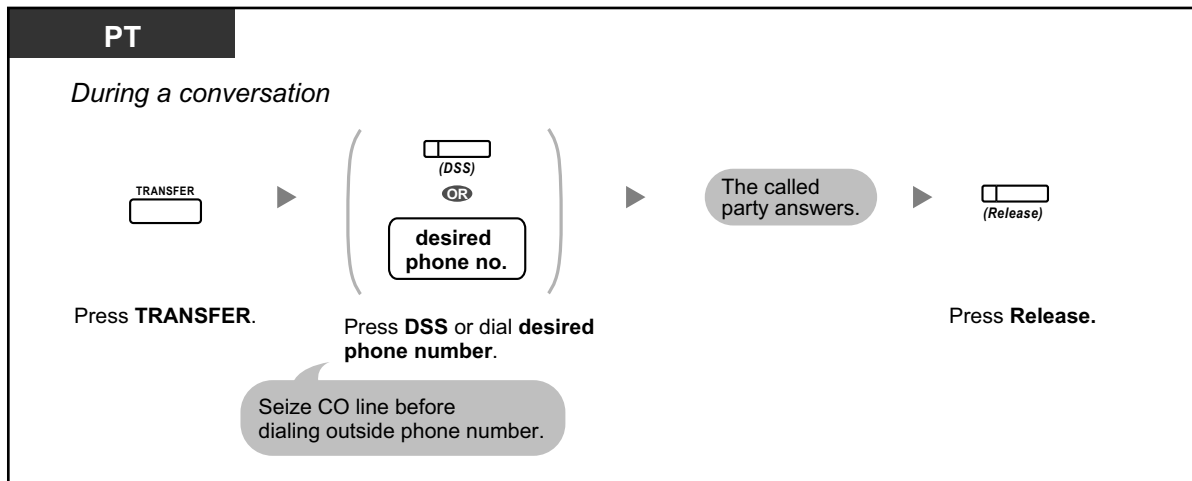 PT
During a conversation
TRANSFER
(DSS)
OR
desired
phone no.
The called
party answers.
(Release)
Press TRANSFER.
Press DSS or dial desired
phone number.
Press Release.
Seize CO line before
dialing outside phone number.